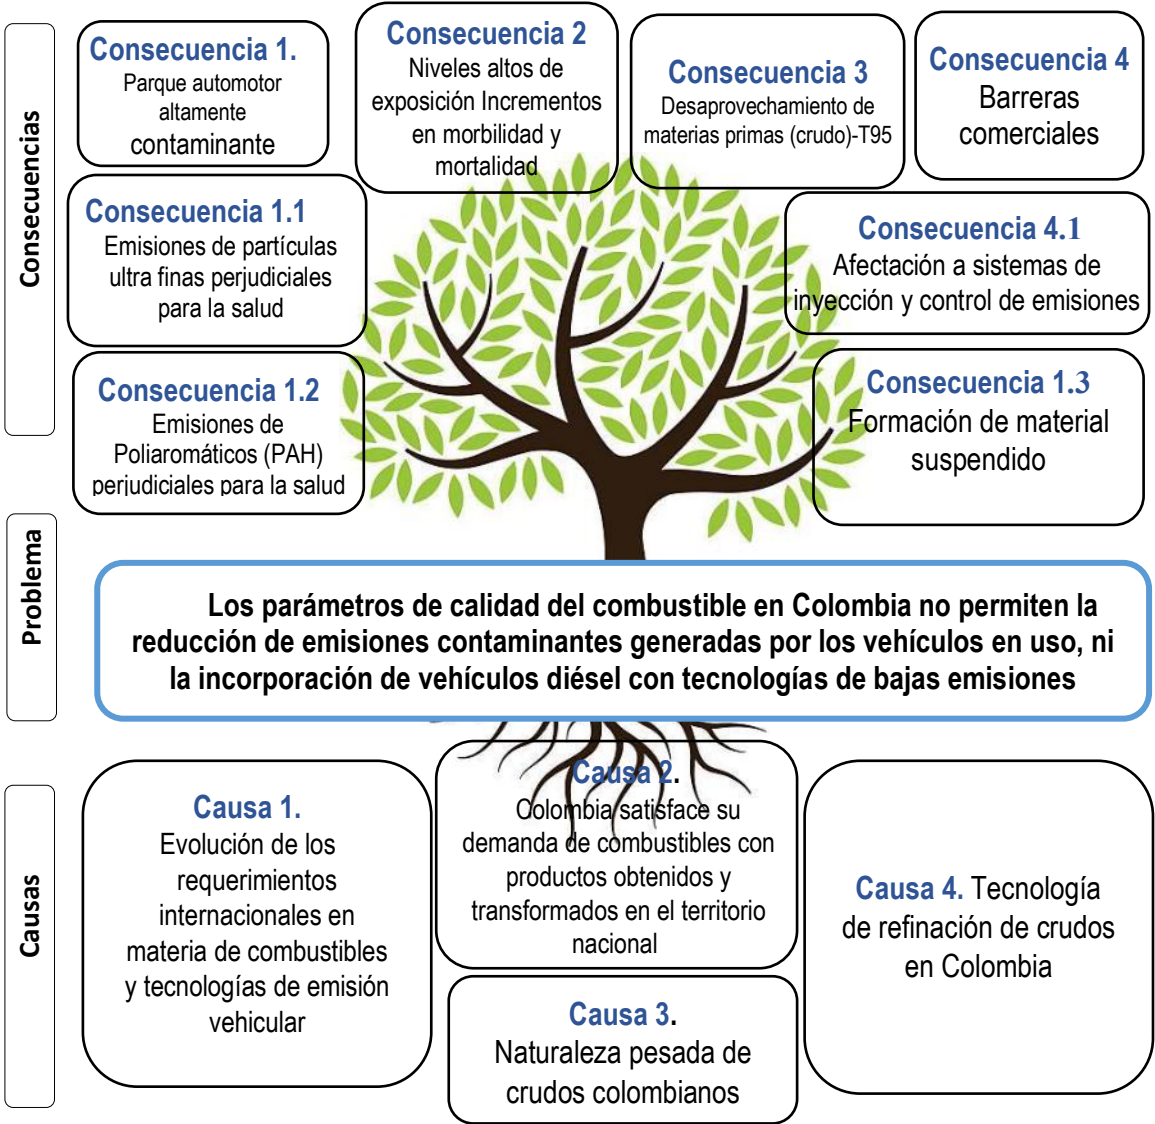 Consecuencias
Consecuencia 1.
Parque automotor
altamente
contaminante
Consecuencia 2
Niveles altos de
exposición Incrementos
en morbilidad y
mortalidad
Consecuencia 3
Desaprovechamiento de
materias primas (crudo)-T95
Consecuencia 4
Barreras
comerciales
Consecuencia 1.1
Emisiones de partículas
ultra finas perjudiciales
para la salud
Consecuencia 4.1
Afectación a sistemas de
inyección y control de emisiones
Consecuencia 1.2
Emisiones de
Poliaromáticos (PAH)
perjudiciales para la salud
Consecuencia 1.3
Formación de material
suspendido
Problema
Los parámetros de calidad del combustible en Colombia no permiten la
reducción de emisiones contaminantes generadas por los vehículos en uso, ni
la incorporación de vehículos diésel con tecnologías de bajas emisiones
Causas
Causa 1.
Evolución de los
requerimientos
internacionales en
materia de combustibles
y tecnologías de emisión
vehicular
Causa 2.
Colombia satisface su
demanda de combustibles con
productos obtenidos y
transformados en el territorio
nacional
Causa 3.
Naturaleza pesada de
crudos colombianos
Causa 4. Tecnología
de refinación de crudos
en Colombia